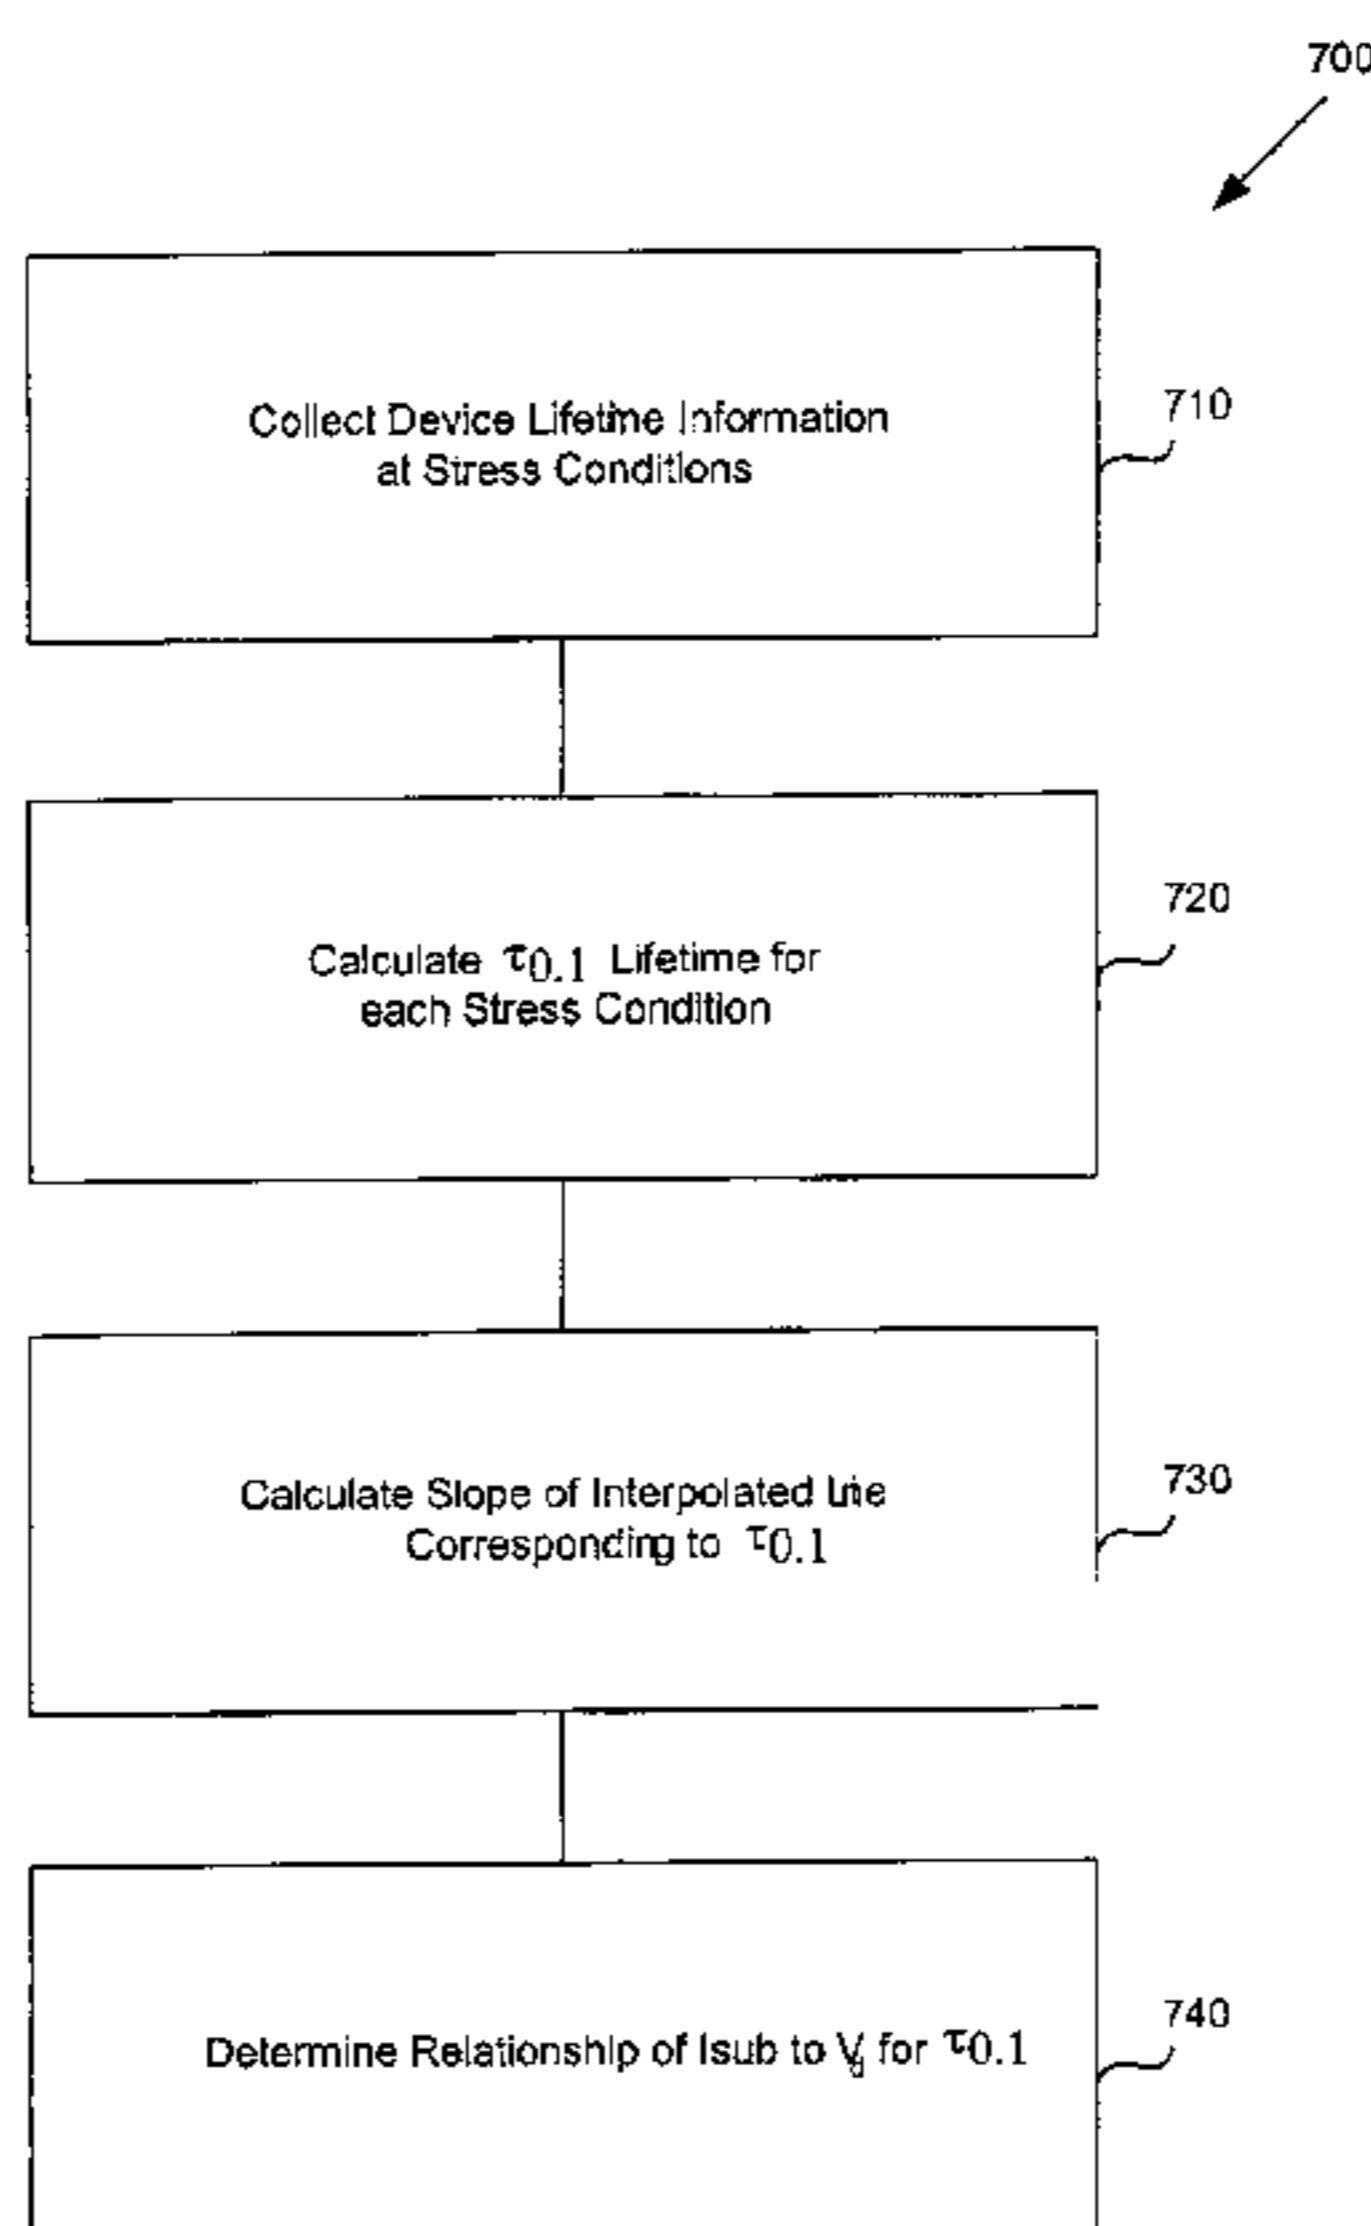 700
Collect Device Lifetime Information
at Stress Conditions
710
Calculate τ0.1 Lifetime for
each Stress Condition
720
Calculate Slope of Interpolated line
Corresponding to τ0.1
730
Determine Relationship of Isub to Vg for τ0.1
740